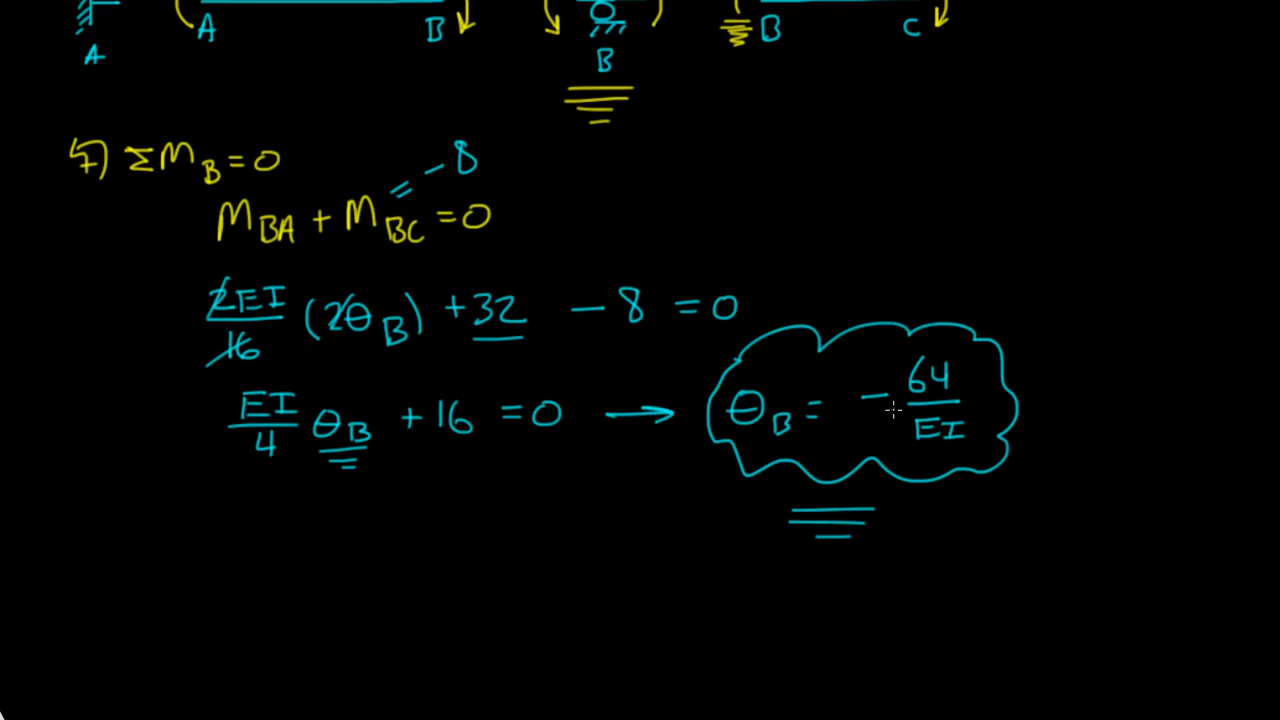 A B B C
A B
↺) ΣM_B = 0
= -8
M_BA + M_BC = 0
2EI/16 (2θ_B) + 32 - 8 = 0
EI/4 θ_B + 16 = 0 → θ_B = - 64/EI